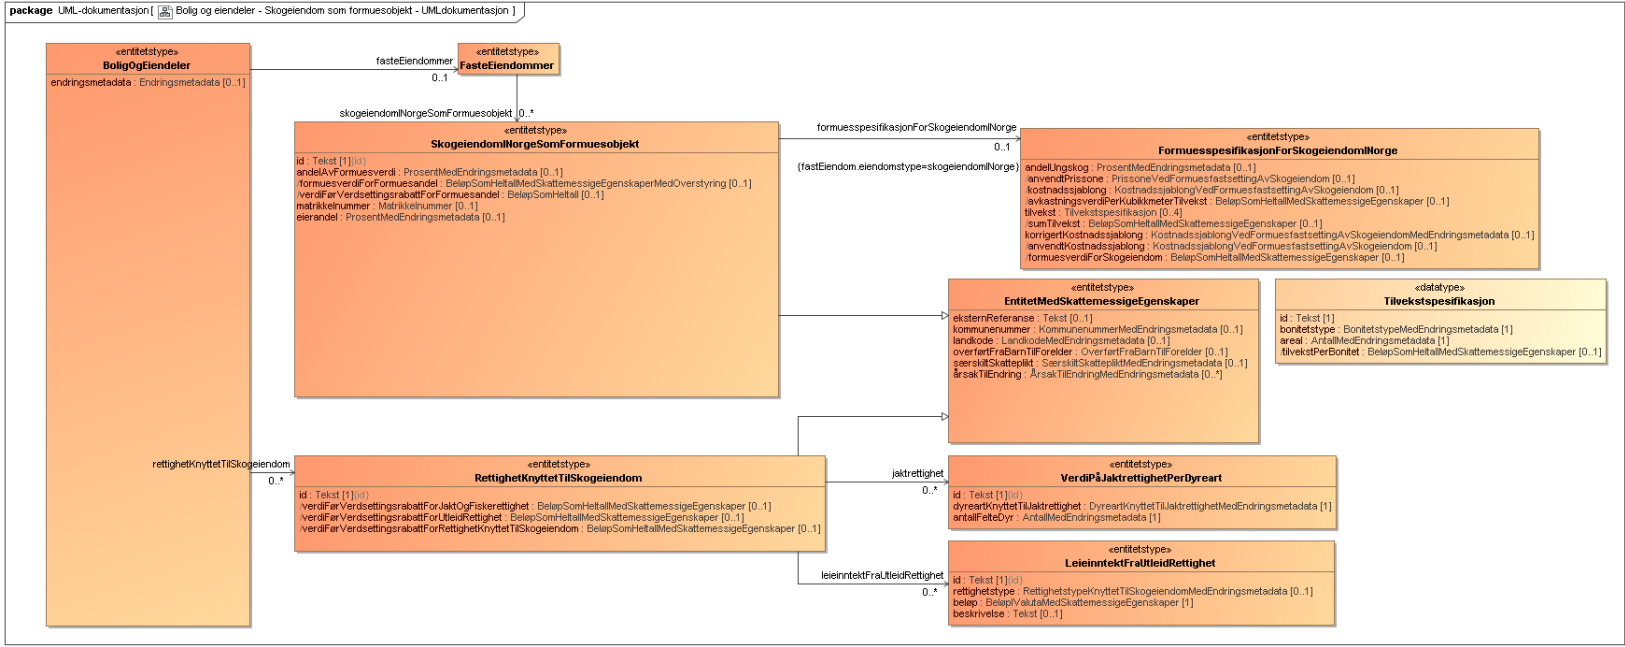 package UML-dokumentasjon [ Bolig og eiendeler - Skogeiendom som formuesobjekt - UMLdokumentasjon ]
«entitetstype»
BoligOgEiendeler
endringsmetadata : Endringsmetadata [0..1]
fasteEiendommer
0..1
«entitetstype»
FasteEiendommer
skogeiendomINorgeSomFormuesobjekt
0..*
«entitetstype»
SkogeiendomINorgeSomFormuesobjekt
id : Tekst [1]{id}
andelAvFormuesverdi : ProsentMedEndringsmetadata [0..1]
/formuesverdiForFormuesandel : BeløpSomHeltallMedSkattemessigeEgenskaperMedOverstyring [0..1]
/verdiFørVerdsettingsrabattForFormuesandel : BeløpSomHeltall [0..1]
matrikkelnummer : Matrikkelnummer [0..1]
eierandel : ProsentMedEndringsmetadata [0..1]
formuesspesifikasjonForSkogeiendomINorge
0..1
{fastEiendom.eiendomstype=skogeiendomINorge}
«entitetstype»
FormuesspesifikasjonForSkogeiendomINorge
andelUngskog : ProsentMedEndringsmetadata [0..1]
/anvendtPrissone : PrissoneVedFormuesfastsettingAvSkogeiendom [0..1]
/kostnadssjablong : KostnadssjablongVedFormuesfastsettingAvSkogeiendom [0..1]
/avkastningsverdiPerKubikkmeterTilvekst : BeløpSomHeltallMedSkattemessigeEgenskaper [0..1]
tilvekst : Tilvekstspesifikasjon [0..4]
/sumTilvekst : BeløpSomHeltallMedSkattemessigeEgenskaper [0..1]
korrigertKostnadssjablong : KostnadssjablongVedFormuesfastsettingAvSkogeiendomMedEndringsmetadata [0..1]
/anvendtKostnadssjablong : KostnadssjablongVedFormuesfastsettingAvSkogeiendom [0..1]
/formuesverdiForSkogeiendom : BeløpSomHeltallMedSkattemessigeEgenskaper [0..1]
«entitetstype»
EntitetMedSkattemessigeEgenskaper
eksternReferanse : Tekst [0..1]
kommunenummer : KommunenummerMedEndringsmetadata [0..1]
landkode : LandkodeMedEndringsmetadata [0..1]
overførtFraBarnTilForelder : OverførtFraBarnTilForelder [0..1]
særskiltSkatteplikt : SærskiltSkattepliktMedEndringsmetadata [0..1]
årsakTilEndring : ÅrsakTilEndringMedEndringsmetadata [0..*]
«datatype»
Tilvekstspesifikasjon
id : Tekst [1]
bonitetstype : BonitetstypeMedEndringsmetadata [1]
areal : AntallMedEndringsmetadata [1]
/tilvekstPerBonitet : BeløpSomHeltallMedSkattemessigeEgenskaper [0..1]
rettighetKnyttetTilSkogeiendom
0..*
«entitetstype»
RettighetKnyttetTilSkogeiendom
id : Tekst [1]{id}
/verdiFørVerdsettingsrabattForJaktOgFiskerettighet : BeløpSomHeltallMedSkattemessigeEgenskaper [0..1]
/verdiFørVerdsettingsrabattForUtleidRettighet : BeløpSomHeltallMedSkattemessigeEgenskaper [0..1]
/verdiFørVerdsettingsrabattForRettighetKnyttetTilSkogeiendom : BeløpSomHeltallMedSkattemessigeEgenskaper [0..1]
jaktrettighet
0..*
«entitetstype»
VerdiPåJaktrettighetPerDyreart
id : Tekst [1]{id}
dyreartKnyttetTilJaktrettighet : DyreartKnyttetTilJaktrettighetMedEndringsmetadata [1]
antallFelteDyr : AntallMedEndringsmetadata [1]
leieinntektFraUtleidRettighet
0..*
«entitetstype»
LeieinntektFraUtleidRettighet
id : Tekst [1]{id}
rettighetstype : RettighetstypeKnyttetTilSkogeiendomMedEndringsmetadata [0..1]
beløp : BeløpIValutaMedSkattemessigeEgenskaper [1]
beskrivelse : Tekst [0..1]